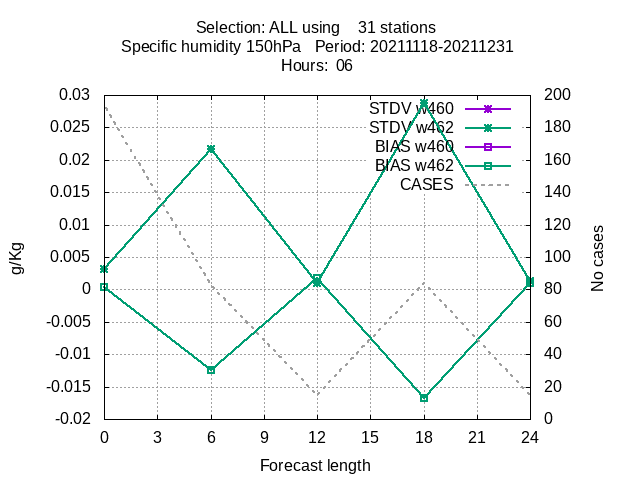 Selection: ALL using    31 stations
Specific humidity 150hPa   Period: 20211118-20211231
Hours:  06
0.03
0.025
0.02
0.015
0.01
0.005
0
-0.005
-0.01
-0.015
-0.02
g/Kg
STDV w460
STDV w462
BIAS w460
BIAS w462
CASES
200
180
160
140
120
100
80
60
40
20
0
No cases
0 3 6 9 12 15 18 21 24
Forecast length